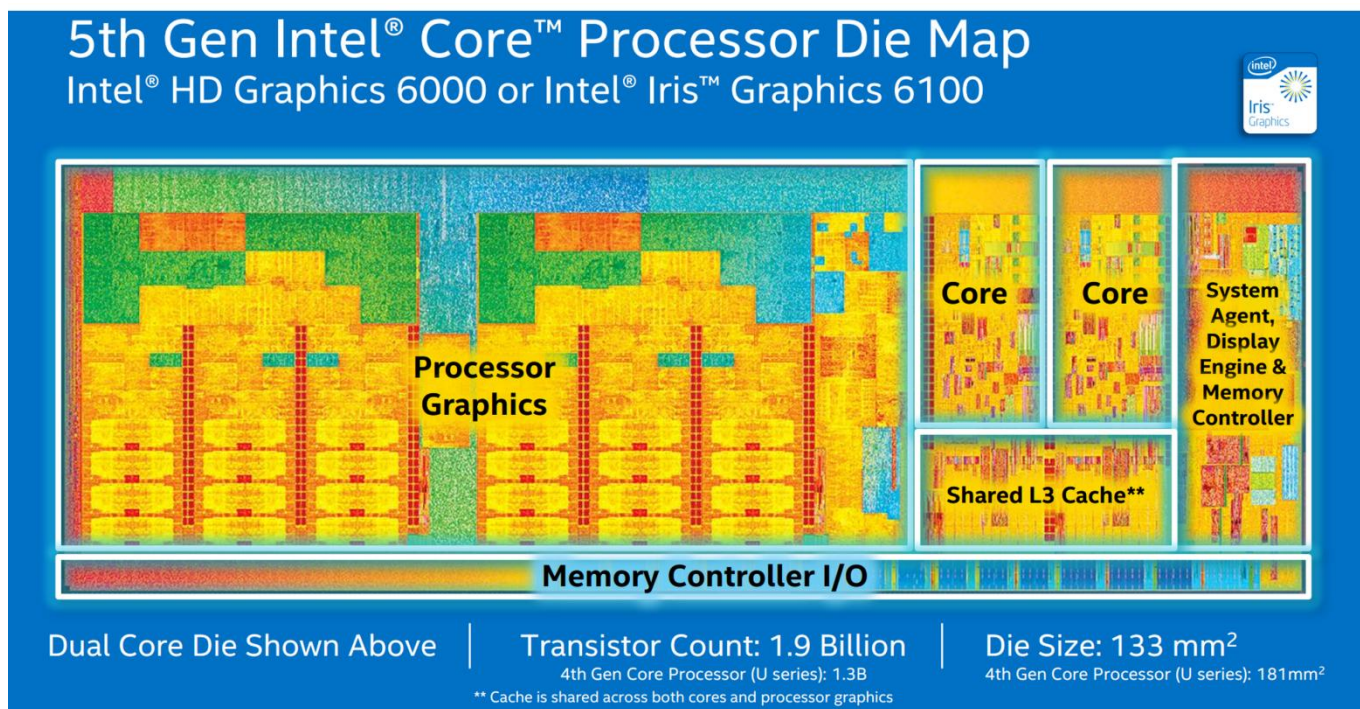 5th Gen Intel® Core™ Processor Die Map
Intel® HD Graphics 6000 or Intel® Iris™ Graphics 6100
intel
Iris™
Graphics
Processor
Graphics
Core
Core
System
Agent,
Display
Engine &
Memory
Controller
Shared L3 Cache**
Memory Controller I/O
Dual Core Die Shown Above
Transistor Count: 1.9 Billion
4th Gen Core Processor (U series): 1.3B
Die Size: 133 mm²
4th Gen Core Processor (U series): 181mm²
** Cache is shared across both cores and processor graphics